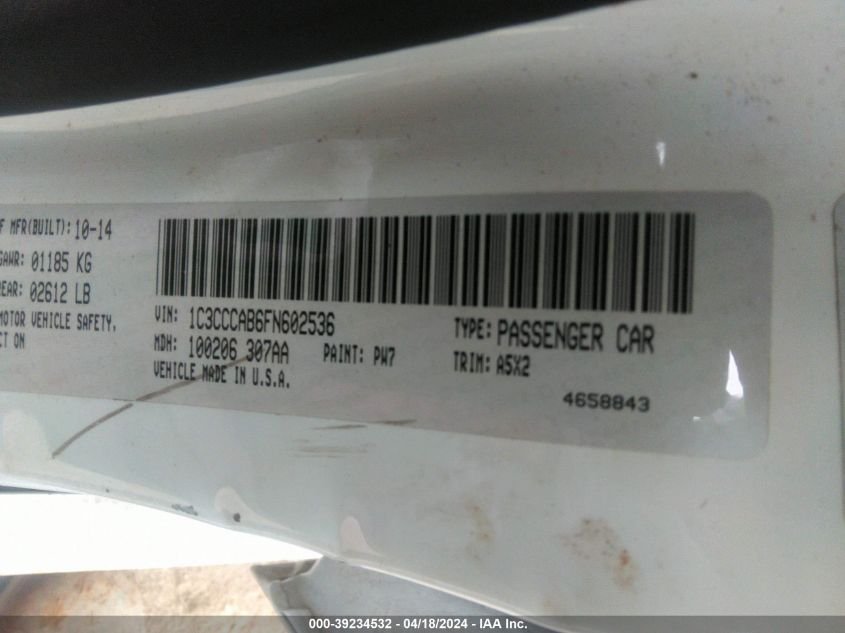 F MFR(BUILT): 10-14
GAWR: 01185 KG
REAR: 02612 LB
MOTOR VEHICLE SAFETY,
CT ON
VIN: 1C3CCCAB6FN602536
TYPE: PASSENGER CAR
MDH: 100206 307AA PAINT: PW7
TRIM: A5X2
VEHICLE MADE IN U.S.A.
4658843
000-39234532 - 04/18/2024 - IAA Inc.